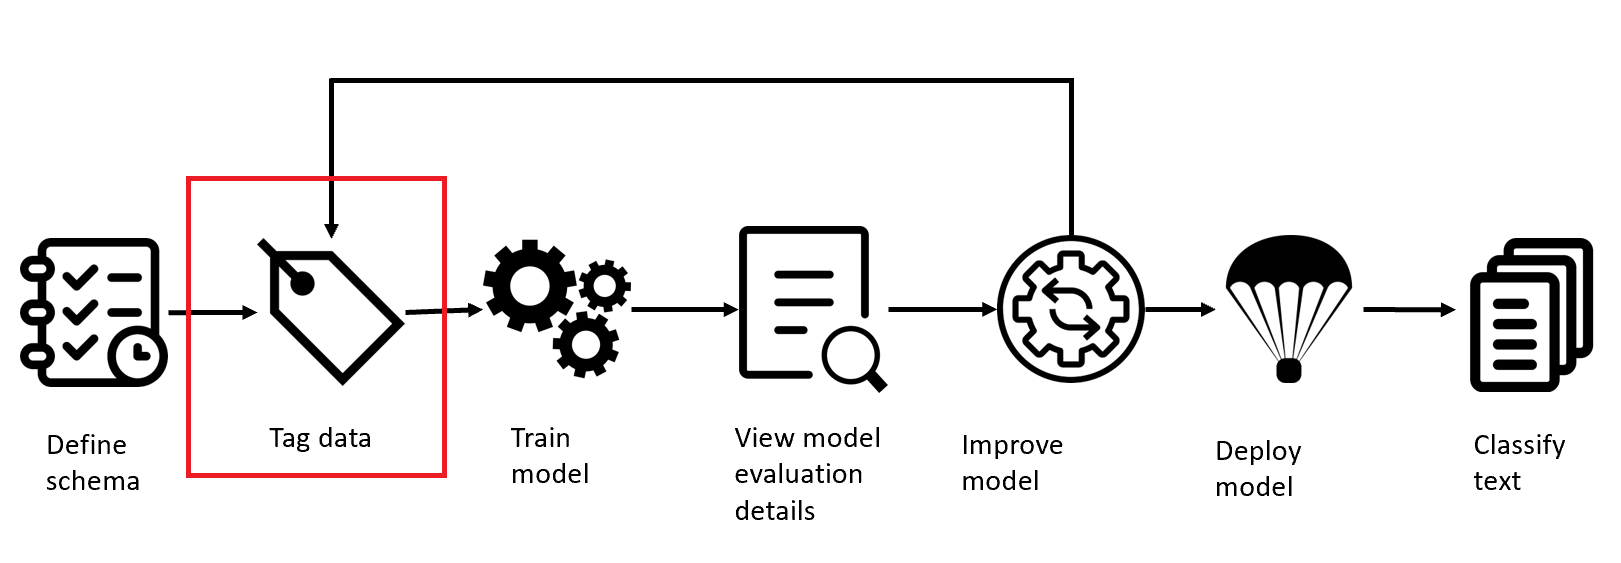 Define
schema
Tag data
Train
model
View model
evaluation
details
Improve
model
Deploy
model
Classify
text